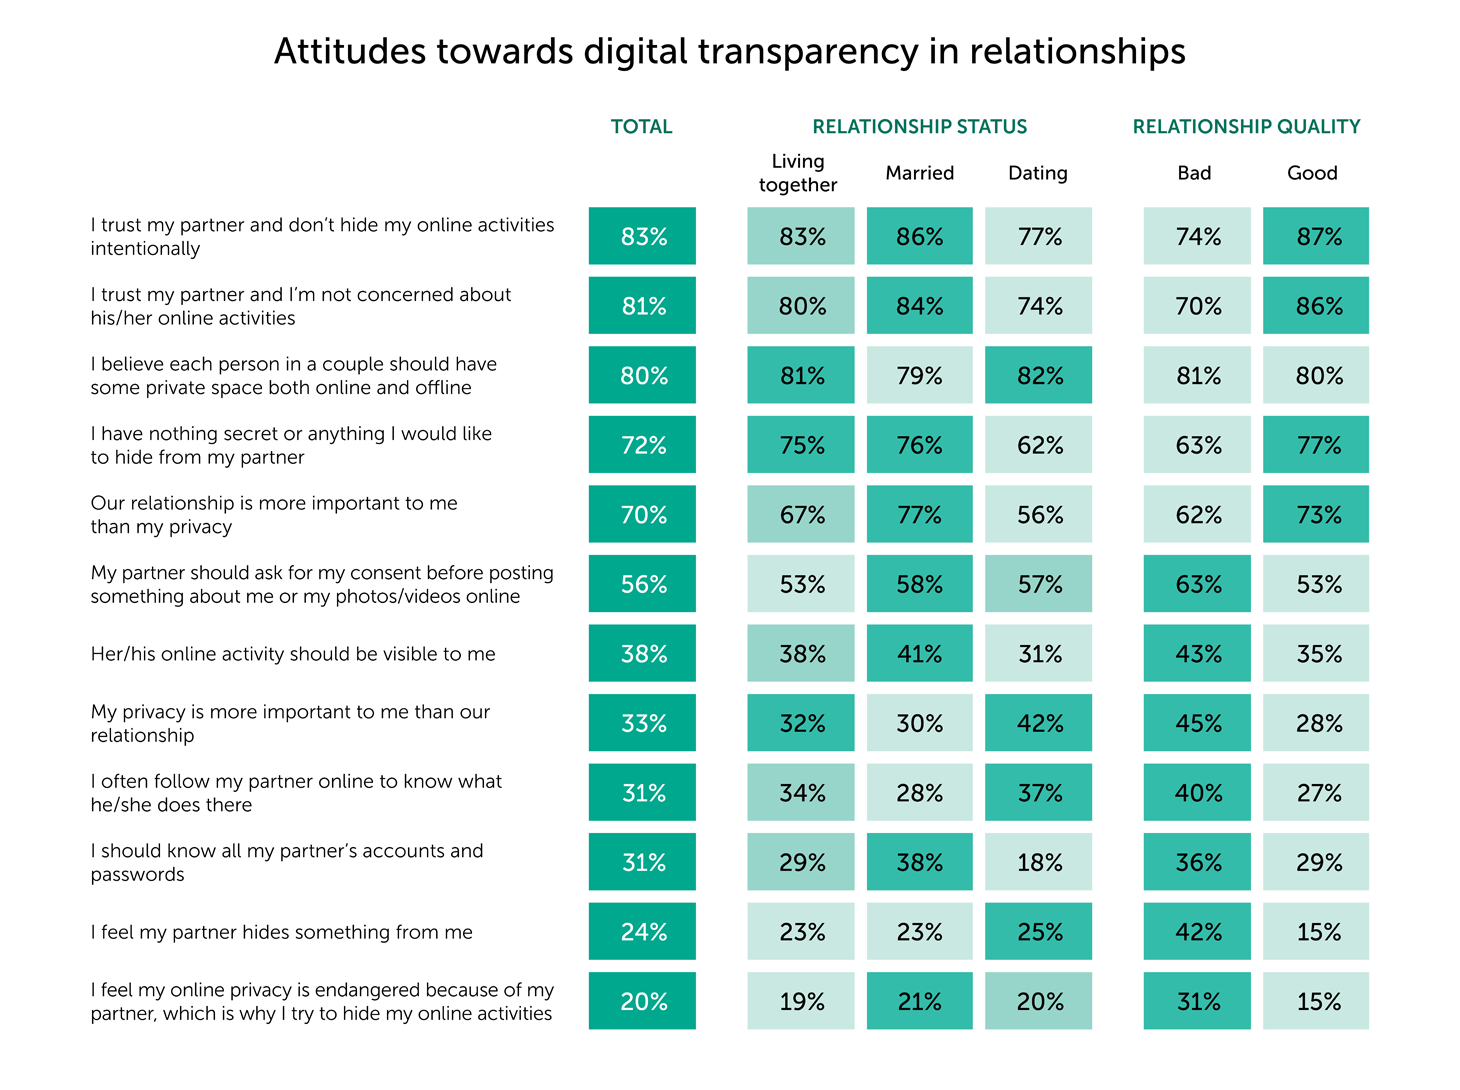 Attitudes towards digital transparency in relationships
TOTAL RELATIONSHIP STATUS RELATIONSHIP QUALITY
Living together Married Dating Bad Good
I trust my partner and don’t hide my online activities
intentionally
83% 83% 86% 77% 74% 87%
I trust my partner and I’m not concerned about
his/her online activities
81% 80% 84% 74% 70% 86%
I believe each person in a couple should have
some private space both online and offline
80% 81% 79% 82% 81% 80%
I have nothing secret or anything I would like
to hide from my partner
72% 75% 76% 62% 63% 77%
Our relationship is more important to me
than my privacy
70% 67% 77% 56% 62% 73%
My partner should ask for my consent before posting
something about me or my photos/videos online
56% 53% 58% 57% 63% 53%
Her/his online activity should be visible to me
38% 38% 41% 31% 43% 35%
My privacy is more important to me than our
relationship
33% 32% 30% 42% 45% 28%
I often follow my partner online to know what
he/she does there
31% 34% 28% 37% 40% 27%
I should know all my partner’s accounts and
passwords
31% 29% 38% 18% 36% 29%
I feel my partner hides something from me
24% 23% 23% 25% 42% 15%
I feel my online privacy is endangered because of my
partner, which is why I try to hide my online activities
20% 19% 21% 20% 31% 15%